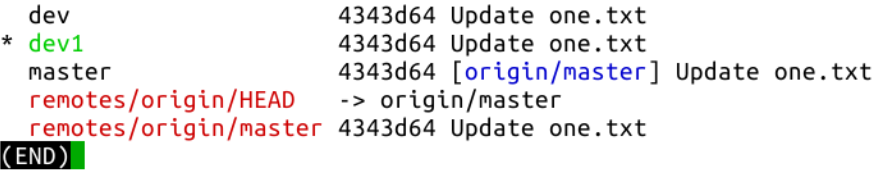 dev 4343d64 Update one.txt
* dev1 4343d64 Update one.txt
master 4343d64 [origin/master] Update one.txt
remotes/origin/HEAD -> origin/master
remotes/origin/master 4343d64 Update one.txt
(END)